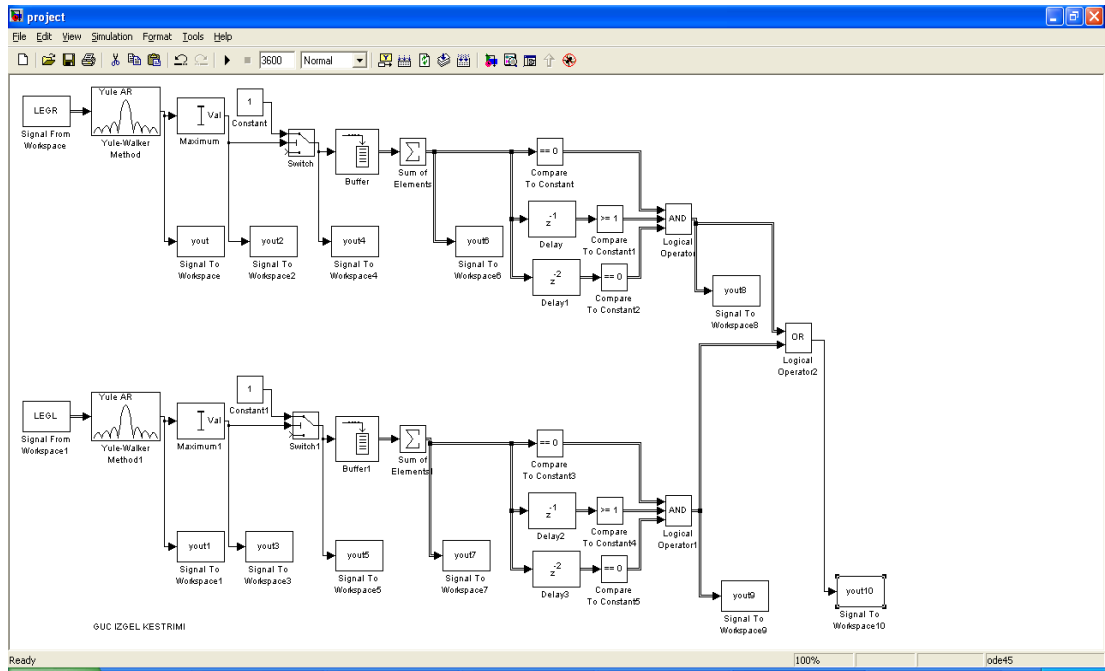 project
File Edit View Simulation Format Tools Help
3600 Normal
LEGR
Signal From
Workspace
Yule AR
Yule-Walker
Method
Val
Maximum
1
Constant
Switch
Buffer
Sum of
Elements
== 0
Compare
To Constant
z-1
Delay
>= 1
Compare
To Constant1
z-2
Delay1
== 0
Compare
To Constant2
AND
Logical
Operator
yout
Signal To
Workspace
yout2
Signal To
Workspace2
yout4
Signal To
Workspace4
yout6
Signal To
Workspace6
yout8
Signal To
Workspace8
OR
Logical
Operator2
LEGL
Signal From
Workspace1
Yule AR
Yule-Walker
Method1
Val
Maximum1
1
Constant1
Switch1
Buffer1
Sum of
Elements1
== 0
Compare
To Constant3
z-1
Delay2
>= 1
Compare
To Constant4
z-2
Delay3
== 0
Compare
To Constant5
AND
Logical
Operator1
yout1
Signal To
Workspace1
yout3
Signal To
Workspace3
yout5
Signal To
Workspace5
yout7
Signal To
Workspace7
yout9
Signal To
Workspace9
yout10
Signal To
Workspace10
GUC IZGEL KESTRIMI
Ready 100% ode45